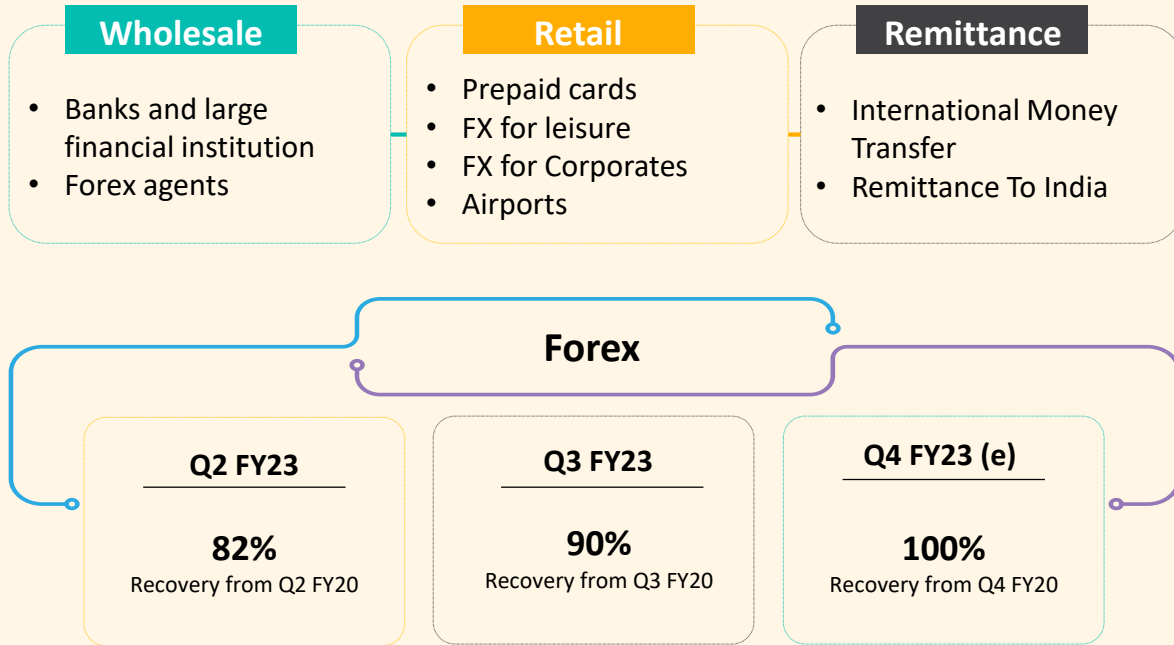 Wholesale
• Banks and large
financial institution
• Forex agents
Retail
• Prepaid cards
• FX for leisure
• FX for Corporates
• Airports
Remittance
• International Money
Transfer
• Remittance To India
Forex
Q2 FY23
82%
Recovery from Q2 FY20
Q3 FY23
90%
Recovery from Q3 FY20
Q4 FY23 (e)
100%
Recovery from Q4 FY20